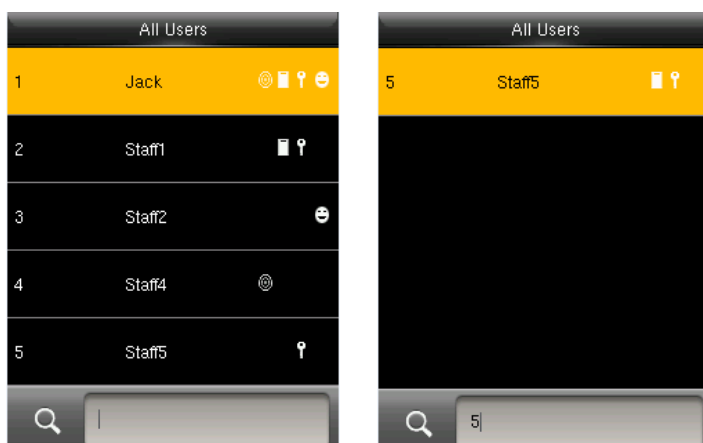 All Users
1 Jack
2 Staff1
3 Staff2
4 Staff4
5 Staff5
All Users
5 Staff5
5